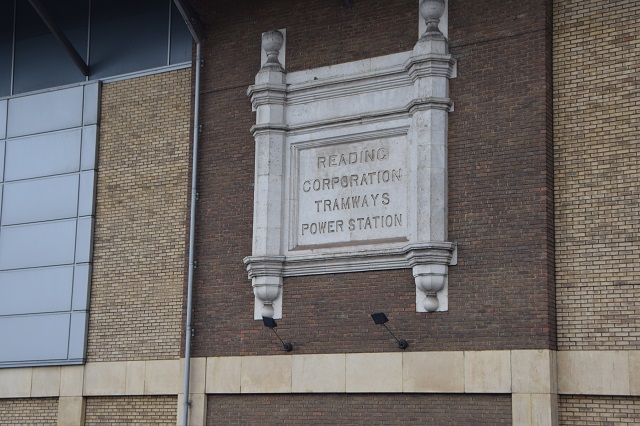 READING
CORPORATION
TRAMWAYS
POWER STATION